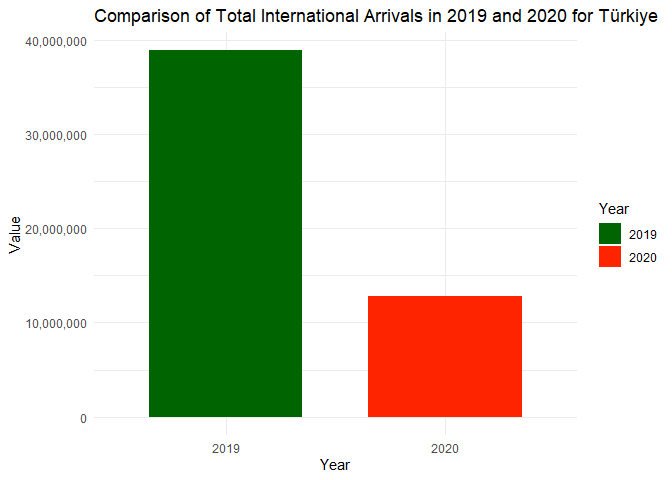 Comparison of Total International Arrivals in 2019 and 2020 for Türkiye
40,000,000
30,000,000
20,000,000
10,000,000
0
Value
2019
2020
Year
Year
2019
2020